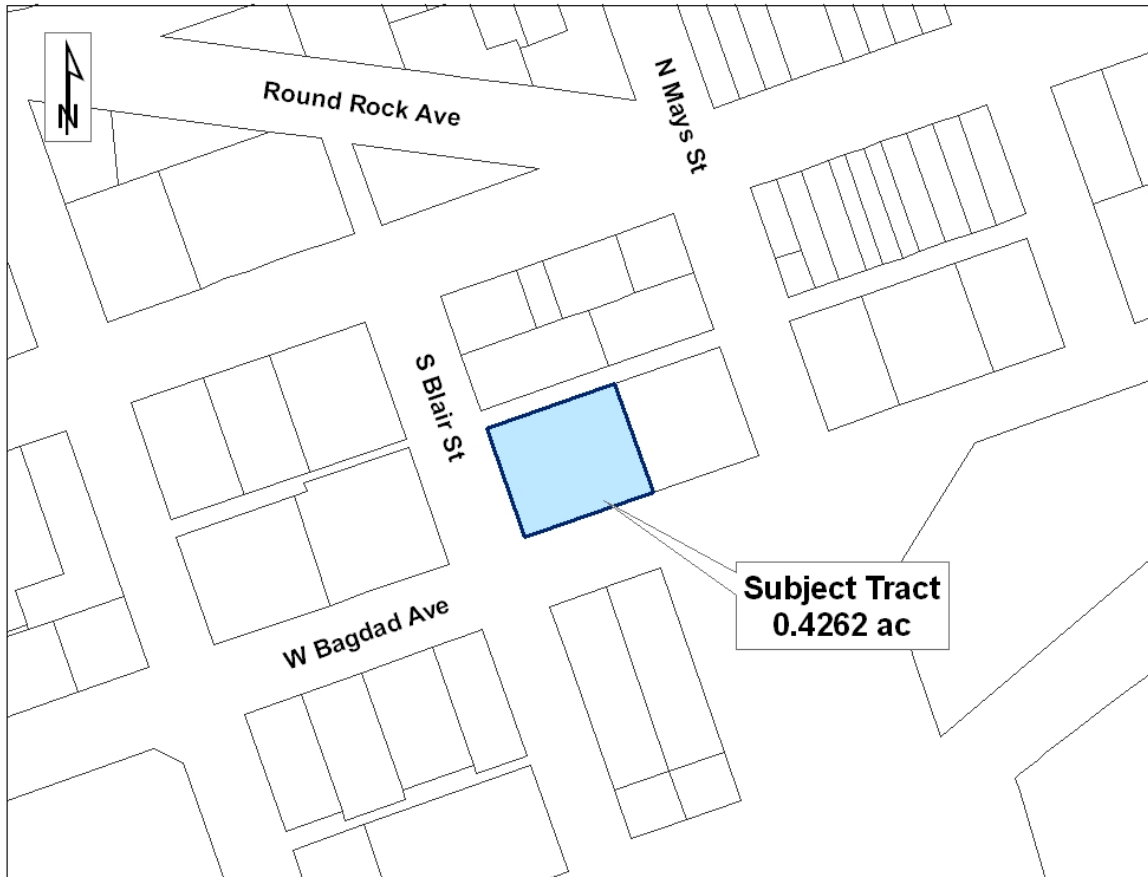 N
Round Rock Ave
N Mays St
S Blair St
W Bagdad Ave
Subject Tract
0.4262 ac